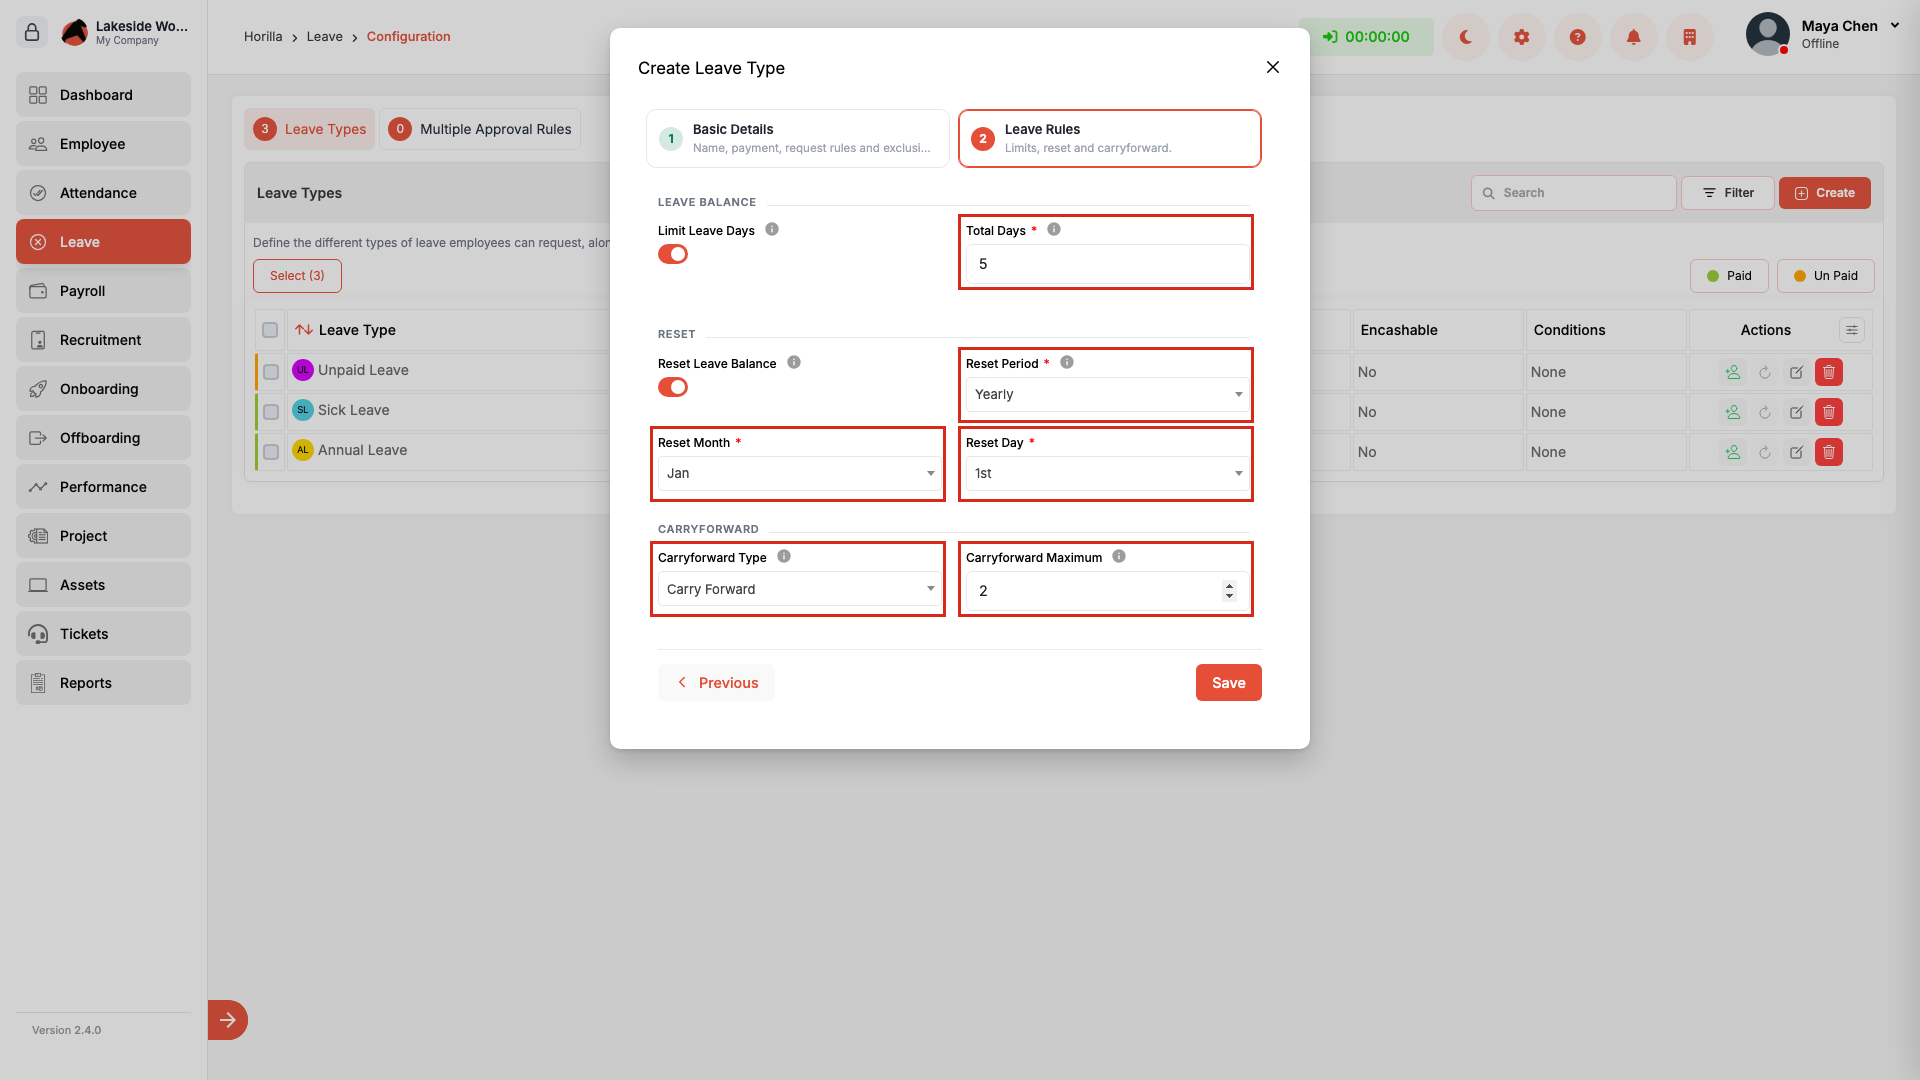 Lakeside Wo...
My Company
Horilla
Leave
Configuration
00:00:00
Maya Chen
Offline
Dashboard
Employee
Attendance
Leave
Payroll
Recruitment
Onboarding
Offboarding
Performance
Project
Assets
Tickets
Reports
Version 2.4.0
3 Leave Types
0 Multiple Approval Rules
Leave Types
Search
Filter
Create
Define the different types of leave employees can request, alon
Select (3)
Paid
Un Paid
Leave Type
Encashable
Conditions
Actions
UL Unpaid Leave
No
None
SL Sick Leave
No
None
AL Annual Leave
No
None
Create Leave Type
1 Basic Details
Name, payment, request rules and exclusi...
2 Leave Rules
Limits, reset and carryforward.
LEAVE BALANCE
Limit Leave Days
Total Days *
5
RESET
Reset Leave Balance
Reset Period *
Yearly
Reset Month *
Jan
Reset Day *
1st
CARRYFORWARD
Carryforward Type
Carry Forward
Carryforward Maximum
2
Previous
Save